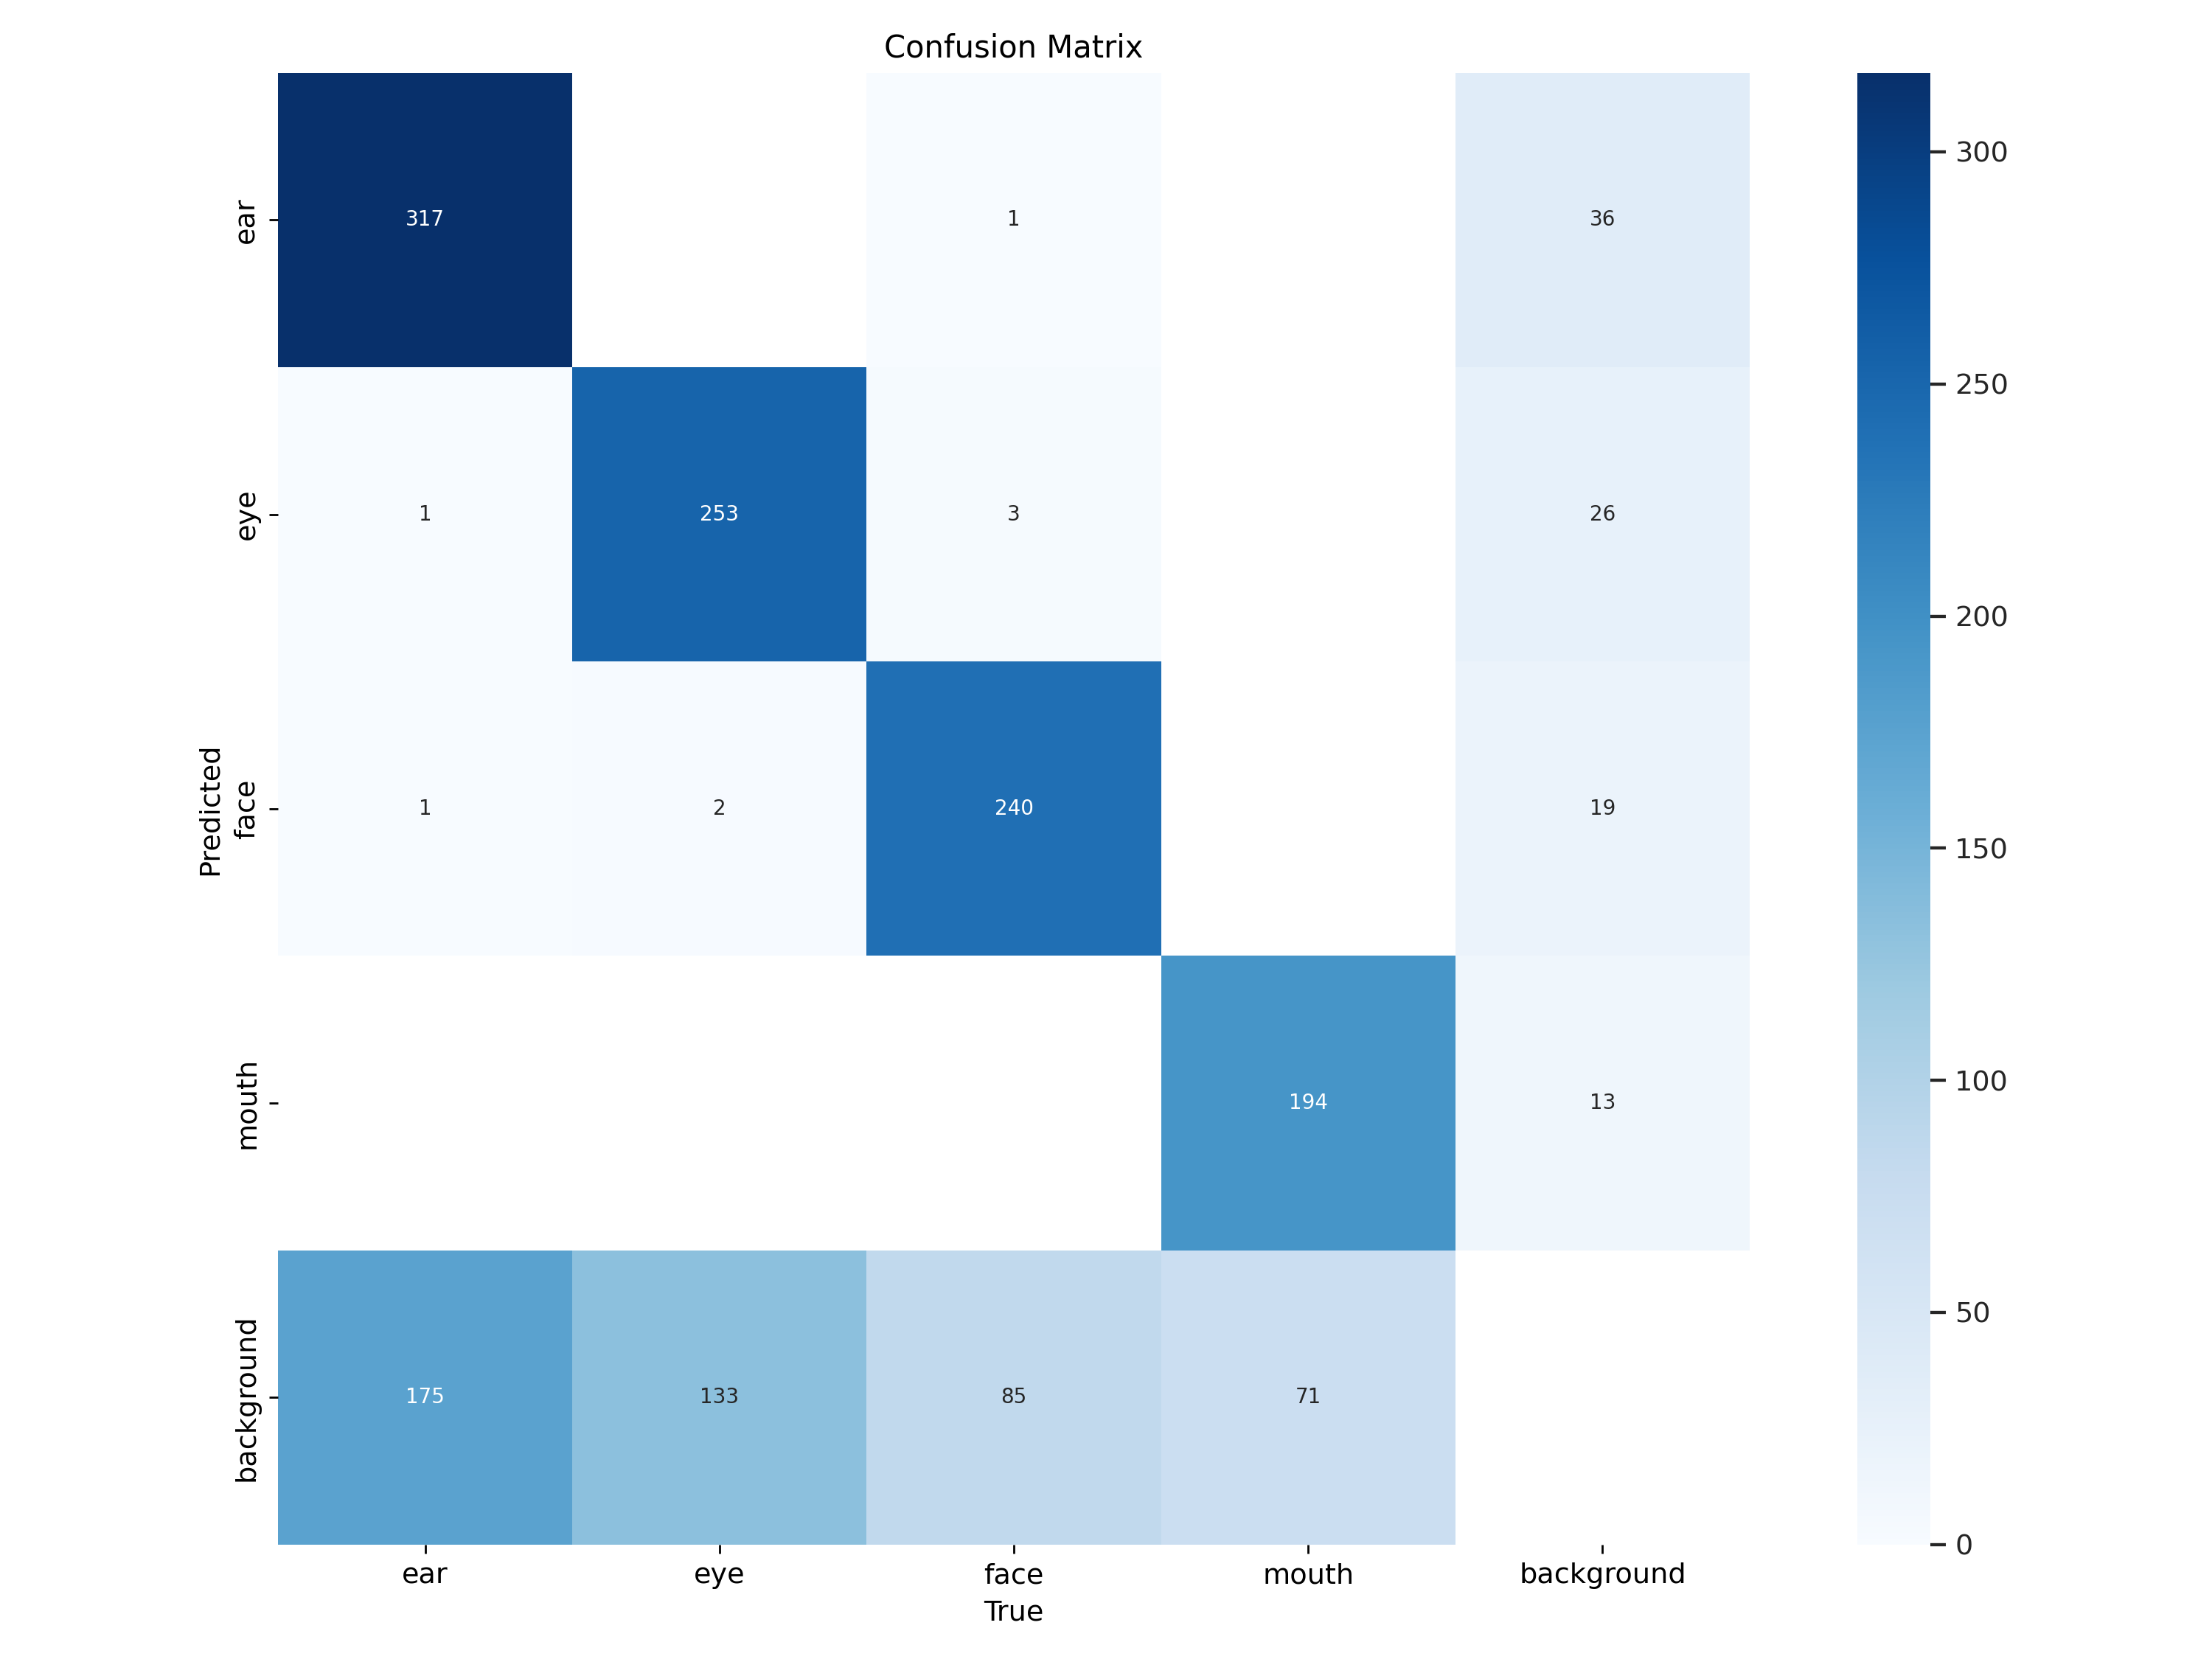 Confusion Matrix
317 1 36
1 253 3 26
1 2 240 19
194 13
175 133 85 71
ear
eye
face
mouth
background
Predicted
ear eye face mouth background
True
300
250
200
150
100
50
0